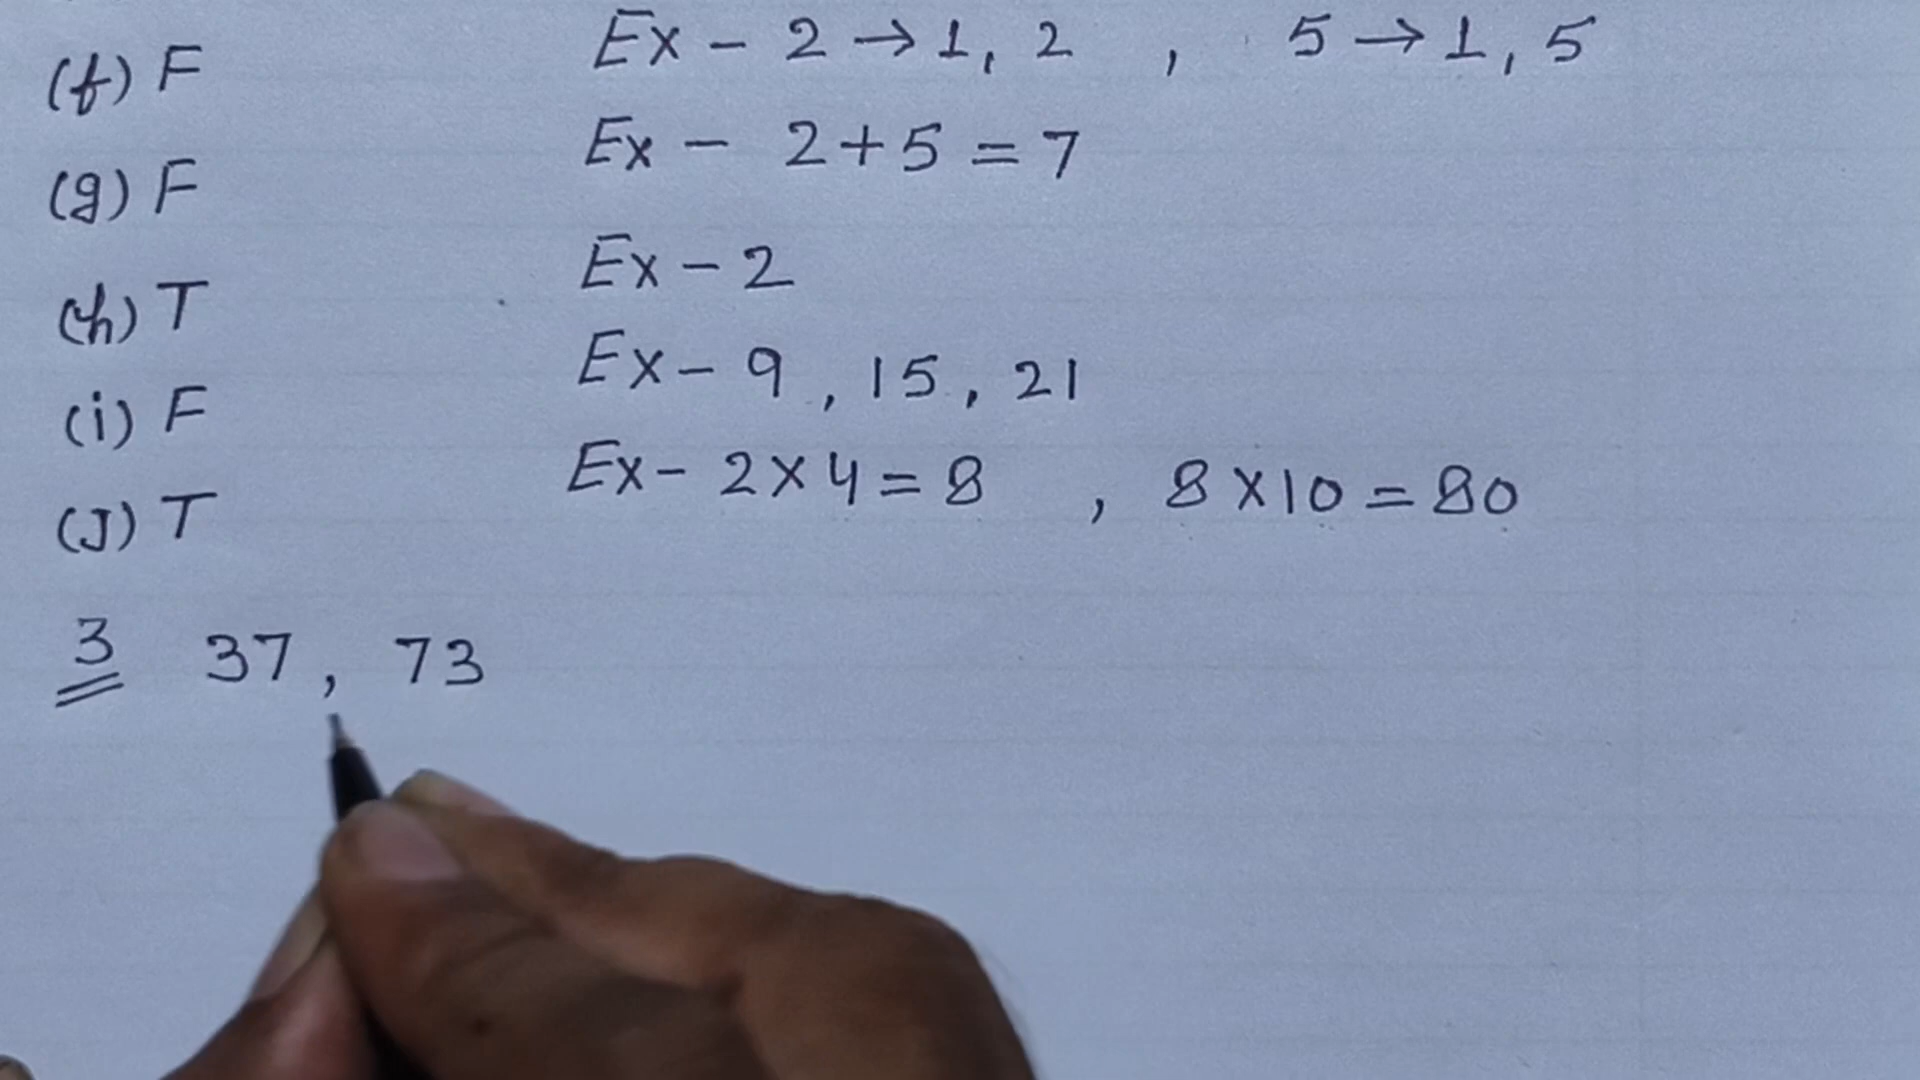 (f) F Ex - 2 → 1, 2 , 5 → 1, 5
(g) F Ex - 2 + 5 = 7
(h) T Ex - 2
(i) F Ex - 9, 15, 21
(J) T Ex - 2 × 4 = 8 , 8 × 10 = 80
3 37, 73